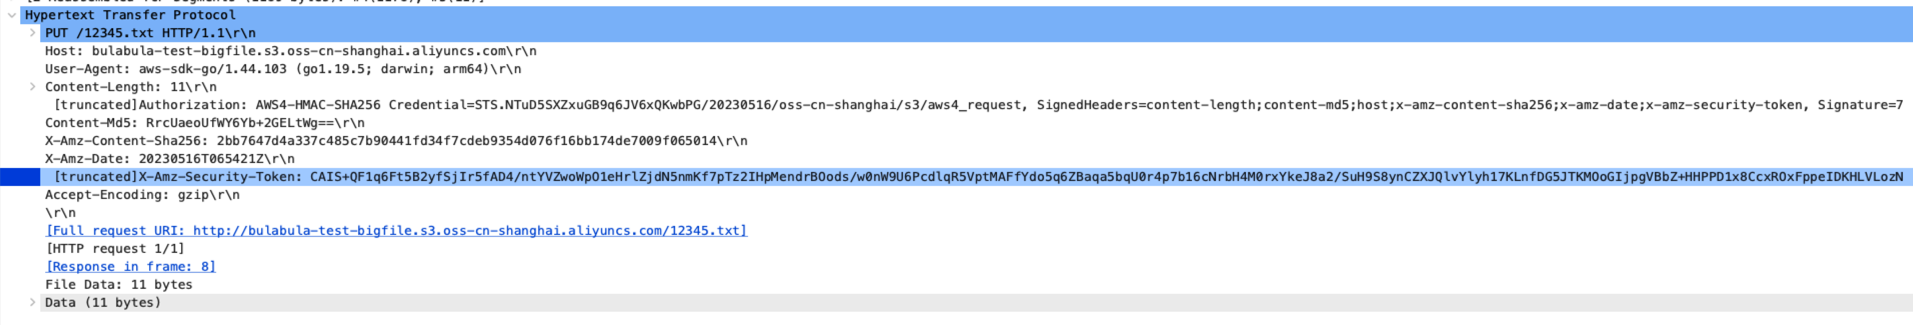 Hypertext Transfer Protocol
PUT /12345.txt HTTP/1.1\r\n
Host: bulabula-test-bigfile.s3.oss-cn-shanghai.aliyuncs.com\r\n
User-Agent: aws-sdk-go/1.44.103 (go1.19.5; darwin; arm64)\r\n
Content-Length: 11\r\n
[truncated]Authorization: AWS4-HMAC-SHA256 Credential=STS.NTuD5SXZxuGB9q6JV6xQKwbPG/20230516/oss-cn-shanghai/s3/aws4_request, SignedHeaders=content-length;content-md5;host;x-amz-content-sha256;x-amz-date;x-amz-security-token, Signature=7
Content-Md5: RrcUaeoUfWY6Yb+2GELtWg==\r\n
X-Amz-Content-Sha256: 2bb7647d4a337c485c7b90441fd34f7cdeb9354d076f16bb174de7009f065014\r\n
X-Amz-Date: 20230516T065421Z\r\n
[truncated]X-Amz-Security-Token: CAIS+QF1q6Ft5B2yfSjIr5fAD4/ntYVZwoWpO1eHrlZjdN5nmKf7pTz2IHpMendrBOods/w0nW9U6PcdlqR5VptMAFfYdo5q6ZBaqa5bqU0r4p7b16cNrbH4M0rxYkeJ8a2/SuH9S8ynCZXJQlvYlyh17KLnfDG5JTKMOoGIjpgVBbZ+HHPPD1x8CcxROxFppeIDKHLVLozN
Accept-Encoding: gzip\r\n
\r\n
[Full request URI: http://bulabula-test-bigfile.s3.oss-cn-shanghai.aliyuncs.com/12345.txt]
[HTTP request 1/1]
[Response in frame: 8]
File Data: 11 bytes
Data (11 bytes)